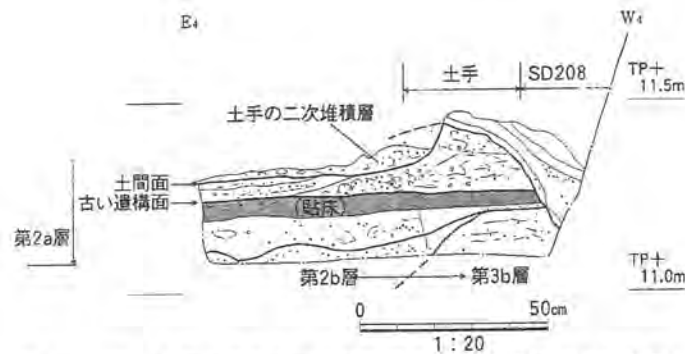 E4
W4
土手
SD208
TP+
11.5m
土手の二次堆積層
土間面
古い遺構面
(貼床)
第2a層
第2b層
第3b層
TP+
11.0m
0
50cm
1:20